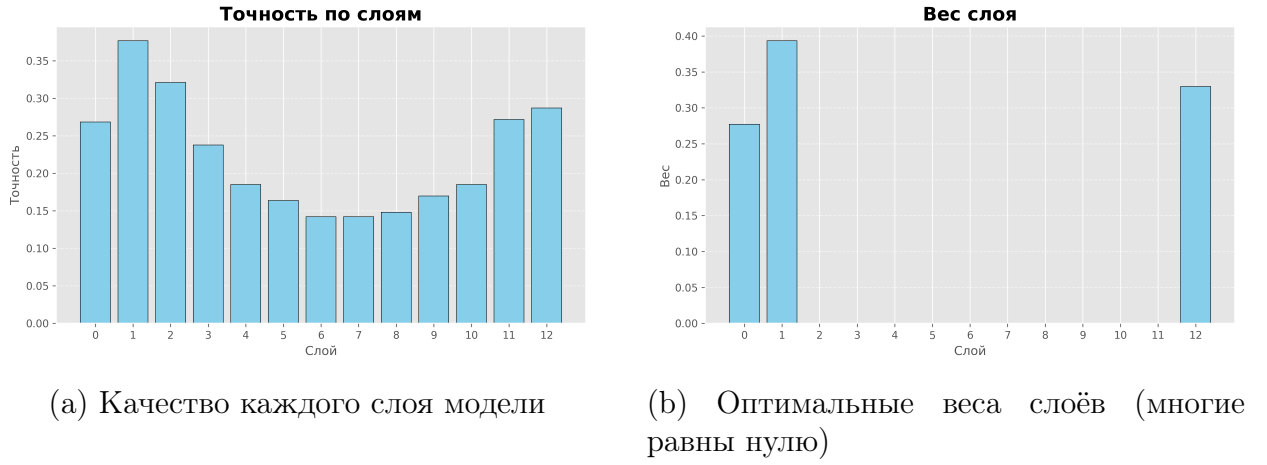 Точность по слоям
Точность
0.35
0.30
0.25
0.20
0.15
0.10
0.05
0.00
0 1 2 3 4 5 6 7 8 9 10 11 12
Слой
(a) Качество каждого слоя модели
Вес слоя
Вес
0.40
0.35
0.30
0.25
0.20
0.15
0.10
0.05
0.00
0 1 2 3 4 5 6 7 8 9 10 11 12
Слой
(b) Оптимальные веса слоёв (многие
равны нулю)